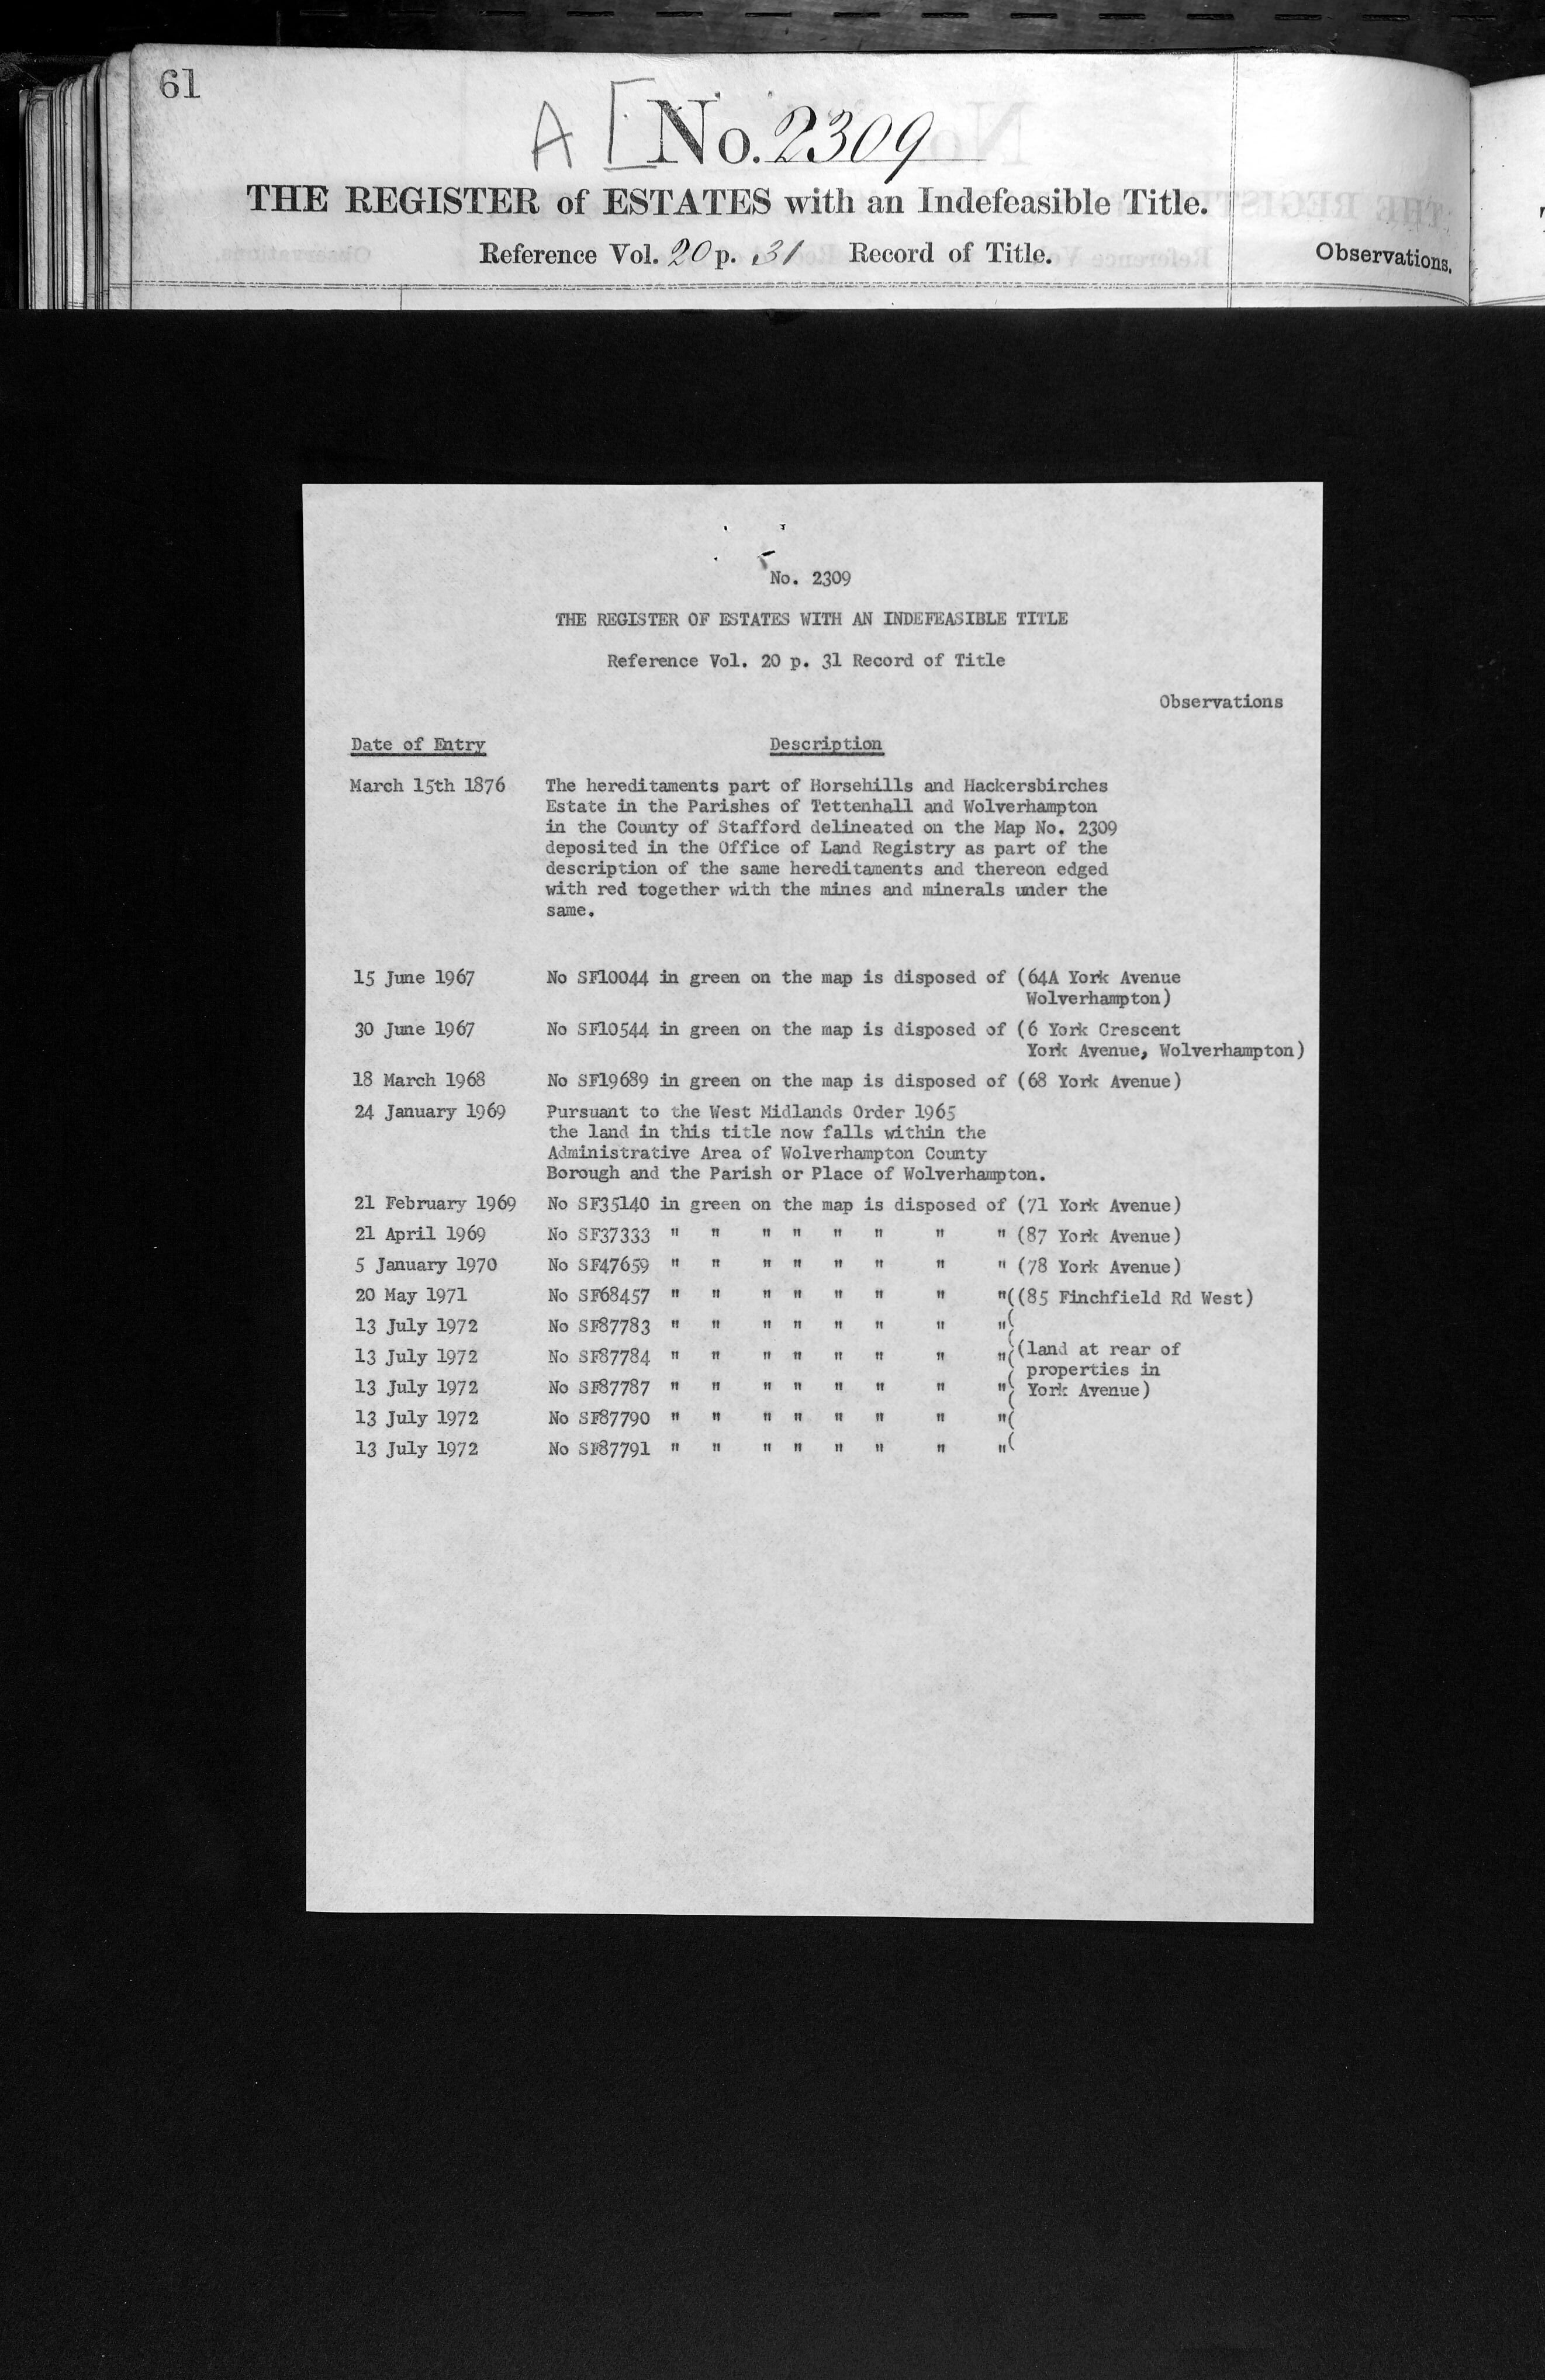 61
A [ No. 2309
THE REGISTER of ESTATES with an Indefeasible Title.
Reference Vol. 20 p. 31 Record of Title.
Observations.
No. 2309
THE REGISTER OF ESTATES WITH AN INDEFEASIBLE TITLE
Reference Vol. 20 p. 31 Record of Title
Observations
Date of Entry Description
March 15th 1876 The hereditaments part of Horsehills and Hackersbirches
Estate in the Parishes of Tettenhall and Wolverhampton
in the County of Stafford delineated on the Map No. 2309
deposited in the Office of Land Registry as part of the
description of the same hereditaments and thereon edged
with red together with the mines and minerals under the
same.
15 June 1967 No SF10044 in green on the map is disposed of (64A York Avenue
Wolverhampton)
30 June 1967 No SF10544 in green on the map is disposed of (6 York Crescent
York Avenue, Wolverhampton)
18 March 1968 No SF19689 in green on the map is disposed of (68 York Avenue)
24 January 1969 Pursuant to the West Midlands Order 1965
the land in this title now falls within the
Administrative Area of Wolverhampton County
Borough and the Parish or Place of Wolverhampton.
21 February 1969 No SF35140 in green on the map is disposed of (71 York Avenue)
21 April 1969 No SF37333 " " " " " " " " (87 York Avenue)
5 January 1970 No SF47659 " " " " " " " " (78 York Avenue)
20 May 1971 No SF68457 " " " " " " " "((85 Finchfield Rd West)
13 July 1972 No SF87783 " " " " " " " "(
13 July 1972 No SF87784 " " " " " " " "((land at rear of
properties in
13 July 1972 No SF87787 " " " " " " " "( York Avenue)
13 July 1972 No SF87790 " " " " " " " "(
13 July 1972 No SF87791 " " " " " " " "(